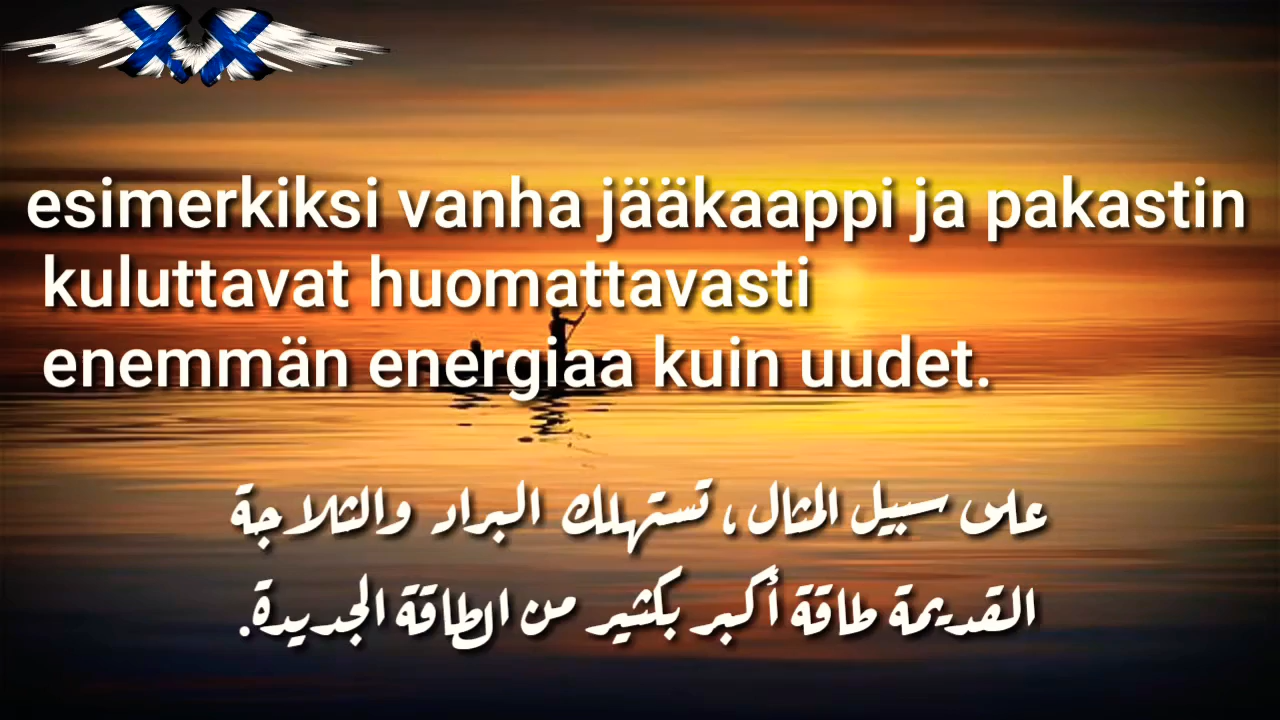 esimerkiksi vanha jääkaappi ja pakastin
kuluttavat huomattavasti
enemmän energiaa kuin uudet.
على سبيل المثال ، تستهلك البراد والثلاجة
القديمة طاقة أكبر بكثير من الطاقة الجديدة.